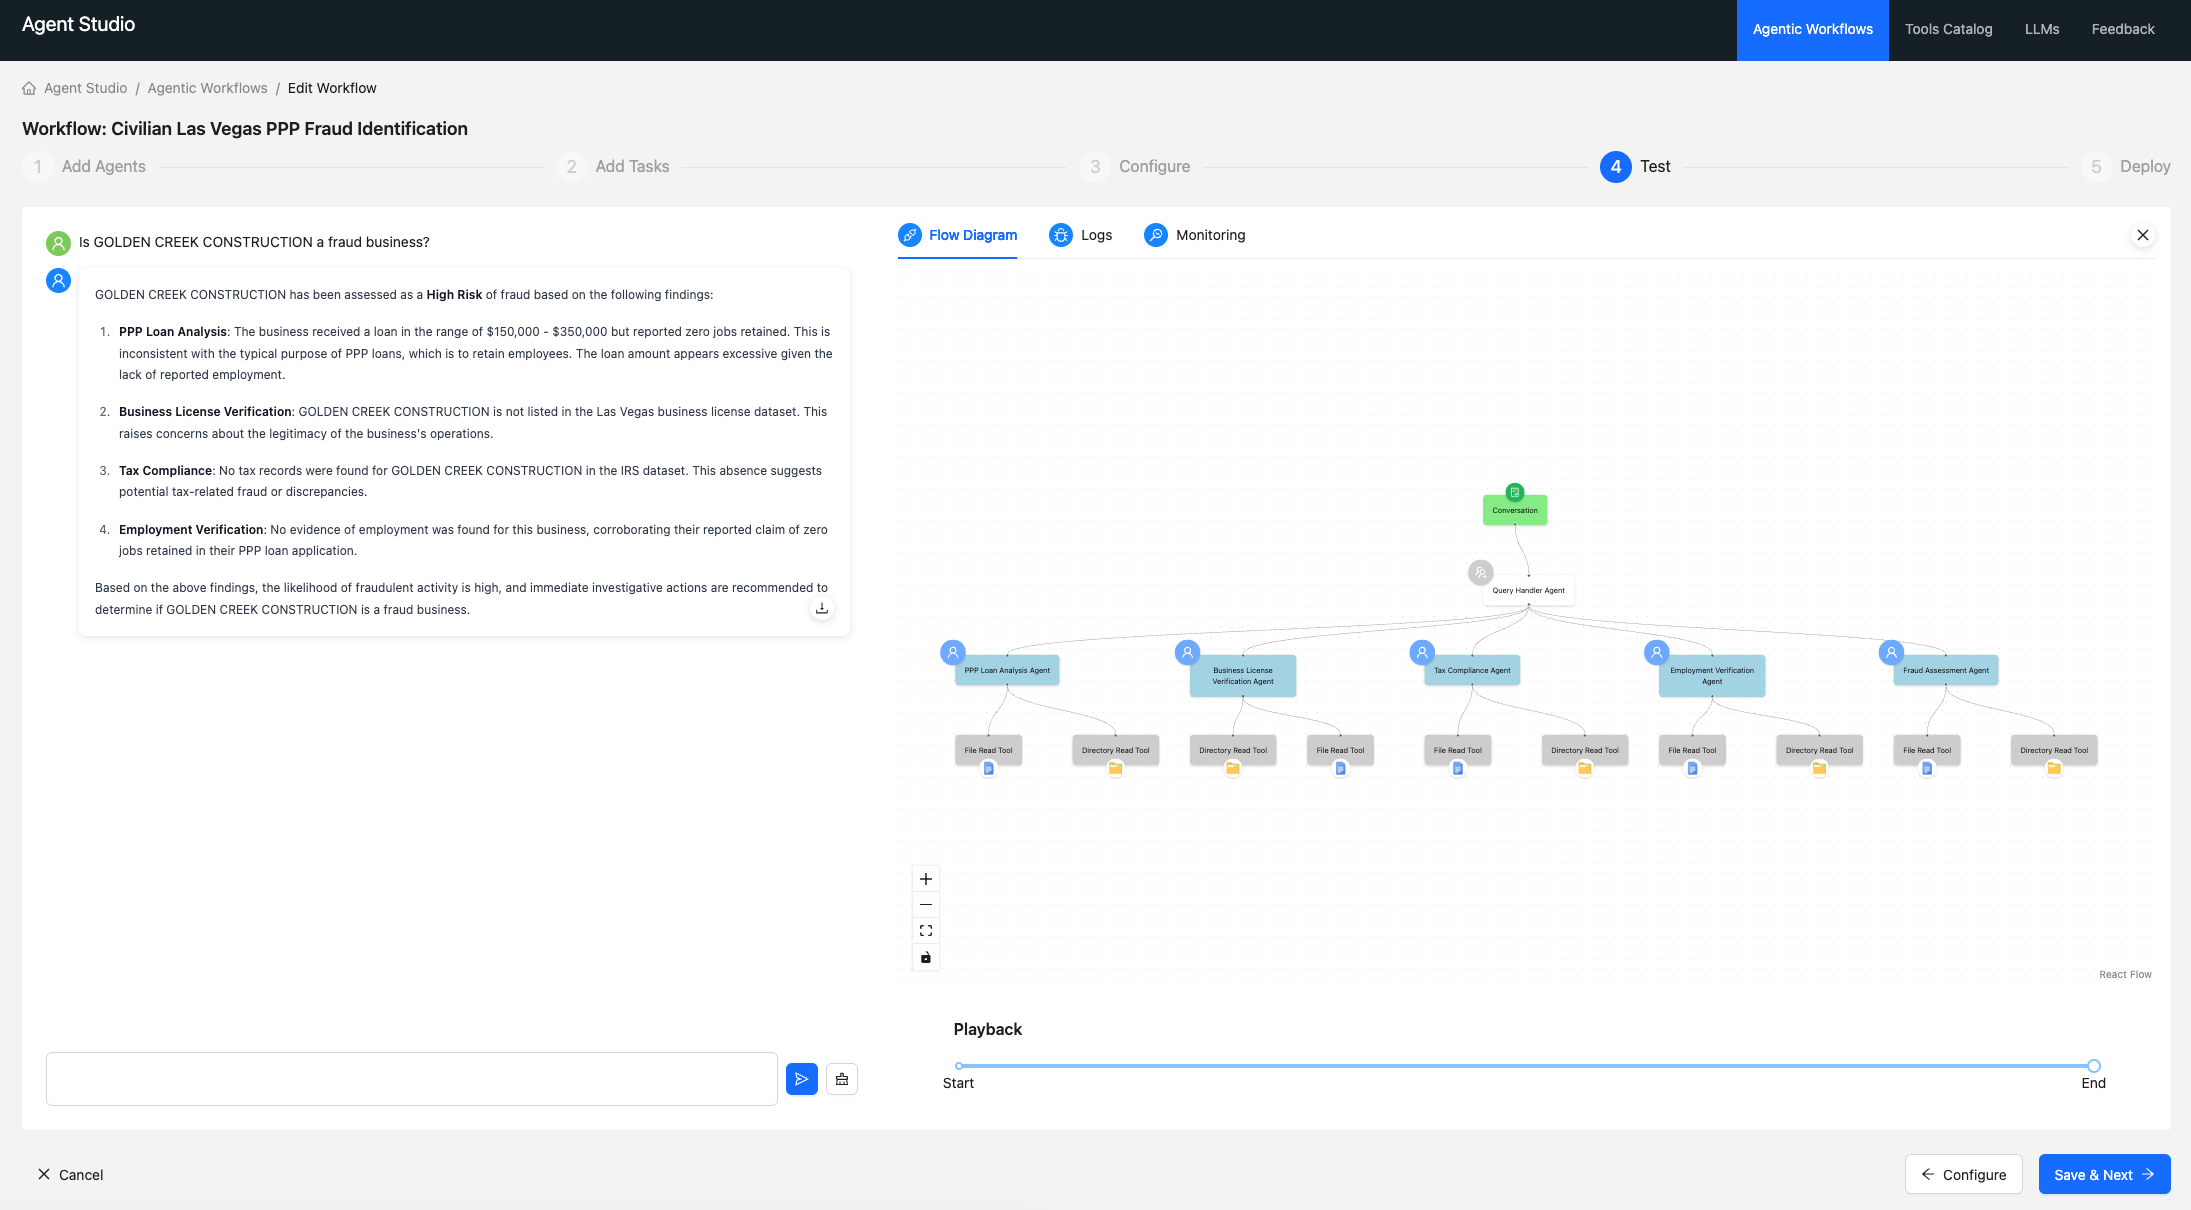 Agent Studio
Agentic Workflows
Tools Catalog
LLMs
Feedback
Agent Studio / Agentic Workflows / Edit Workflow
Workflow: Civilian Las Vegas PPP Fraud Identification
1 Add Agents
2 Add Tasks
3 Configure
4 Test
5 Deploy
Is GOLDEN CREEK CONSTRUCTION a fraud business?
GOLDEN CREEK CONSTRUCTION has been assessed as a High Risk of fraud based on the following findings:
1. PPP Loan Analysis: The business received a loan in the range of $150,000 - $350,000 but reported zero jobs retained. This is
inconsistent with the typical purpose of PPP loans, which is to retain employees. The loan amount appears excessive given the
lack of reported employment.
2. Business License Verification: GOLDEN CREEK CONSTRUCTION is not listed in the Las Vegas business license dataset. This
raises concerns about the legitimacy of the business's operations.
3. Tax Compliance: No tax records were found for GOLDEN CREEK CONSTRUCTION in the IRS dataset. This absence suggests
potential tax-related fraud or discrepancies.
4. Employment Verification: No evidence of employment was found for this business, corroborating their reported claim of zero
jobs retained in their PPP loan application.
Based on the above findings, the likelihood of fraudulent activity is high, and immediate investigative actions are recommended to
determine if GOLDEN CREEK CONSTRUCTION is a fraud business.
Flow Diagram
Logs
Monitoring
Conversation
Query Handler Agent
PPP Loan Analysis Agent
Business License
Verification Agent
Tax Compliance Agent
Employment Verification
Agent
Fraud Assessment Agent
File Read Tool
Directory Read Tool
Directory Read Tool
File Read Tool
File Read Tool
Directory Read Tool
File Read Tool
Directory Read Tool
File Read Tool
Directory Read Tool
React Flow
Playback
Start
End
Cancel
Configure
Save & Next